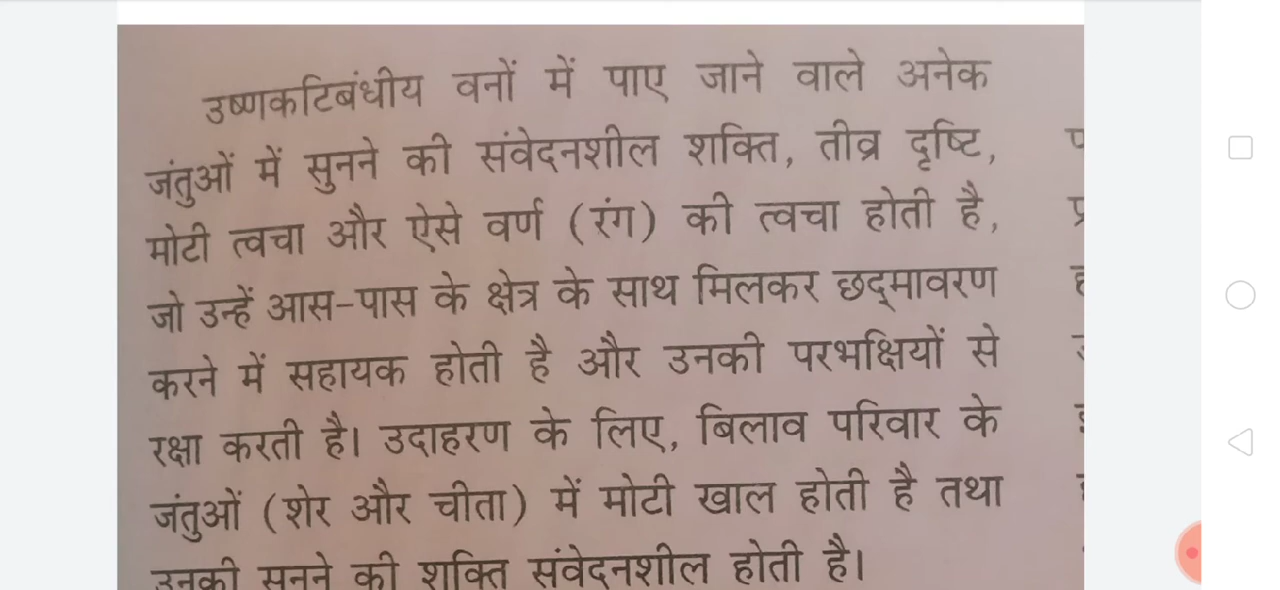 उष्णकटिबंधीय वनों में पाए जाने वाले अनेक
जंतुओं में सुनने की संवेदनशील शक्ति, तीव्र दृष्टि,
मोटी त्वचा और ऐसे वर्ण (रंग) की त्वचा होती है,
जो उन्हें आस-पास के क्षेत्र के साथ मिलकर छद्‌मावरण
करने में सहायक होती है और उनकी परभक्षियों से
रक्षा करती है। उदाहरण के लिए, बिलाव परिवार के
जंतुओं (शेर और चीता) में मोटी खाल होती है तथा
उनकी सुनने की शक्ति संवेदनशील होती है।